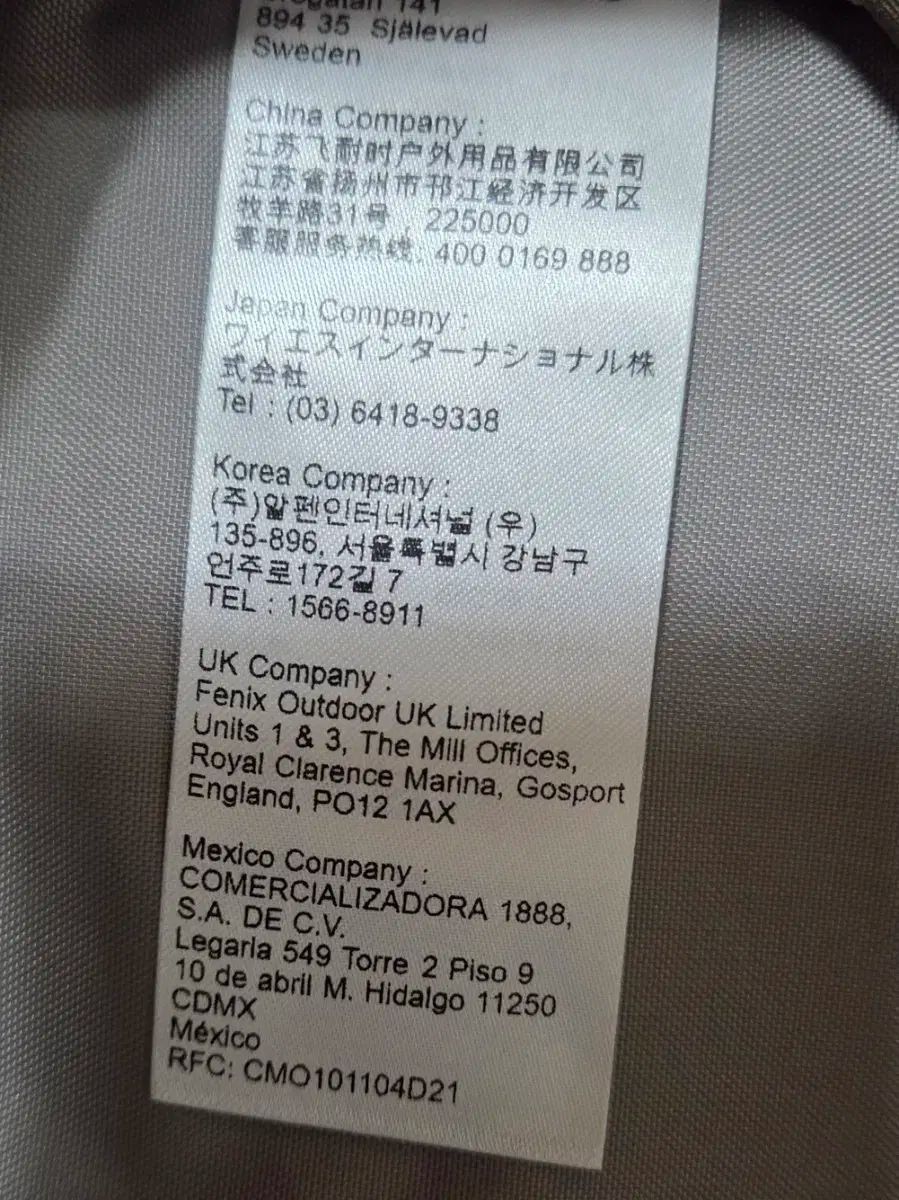 141
894 35 Själevad
Sweden
China Company :
江苏飞耐时户外用品有限公司
江苏省扬州市邗江经济开发区
牧羊路31号 , 225000
客服服务热线: 400 0169 888
Japan Company :
ワイエスインターナショナル株
式会社
Tel : (03) 6418-9338
Korea Company :
(주)알펜인터네셔널 (우)
135-896, 서울특별시 강남구
언주로172길 7
TEL : 1566-8911
UK Company :
Fenix Outdoor UK Limited
Units 1 & 3, The Mill Offices,
Royal Clarence Marina, Gosport
England, PO12 1AX
Mexico Company :
COMERCIALIZADORA 1888,
S.A. DE C.V.
Legaria 549 Torre 2 Piso 9
10 de abril M. Hidalgo 11250
CDMX
México
RFC: CMO101104D21